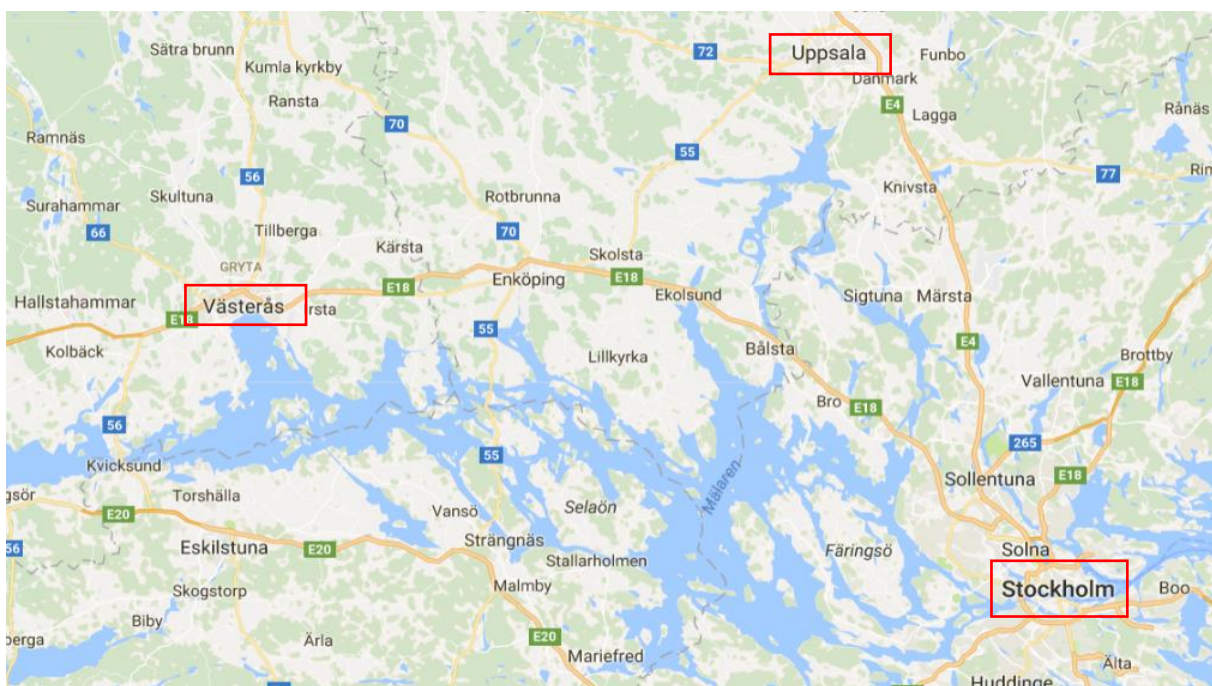 Sätra brunn
72
Uppsala
Funbo
Kumla kyrkby
Danmark
Ransta
E4
Lagga
Rånäs
70
Ramnäs
55
56
77
Knivsta
Skultuna
Rotbrunna
Surahammar
66
Tillberga
70
Kärsta
Skolsta
GRYTA
E18
Enköping
E18
Ekolsund
Sigtuna
Märsta
Hallstahammar
Västerås
E18
55
E4
Kolbäck
Lillkyrka
Bålsta
Brottby
Vallentuna
E18
Bro
E18
56
265
55
Kvicksund
Mälaren
Sollentuna
E18
Torshälla
Vansö
Selaön
E20
Strängnäs
Eskilstuna
E20
Färingsö
Solna
56
Stallarholmen
Skogstorp
Malmby
Stockholm
Boo
Biby
Ärla
E20
Mariefred
Älta
Huddinge